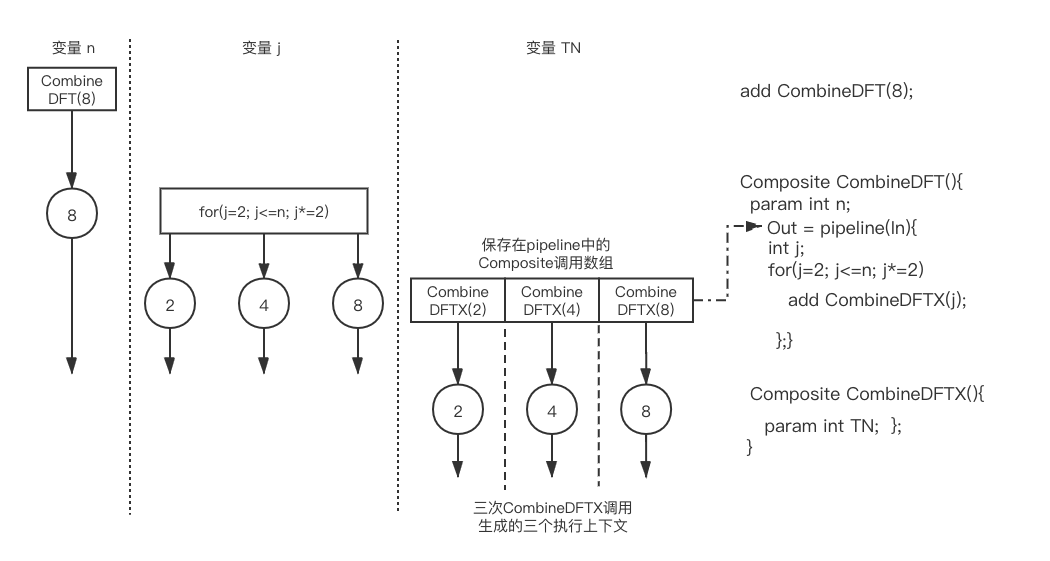 变量 n
Combine
DFT(8)
8
变量 j
for(j=2; j<=n; j*=2)
2
4
8
变量 TN
保存在pipeline中的
Composite调用数组
Combine
DFTX(2)
Combine
DFTX(4)
Combine
DFTX(8)
2
4
8
三次CombineDFTX调用
生成的三个执行上下文
add CombineDFT(8);
Composite CombineDFT(){
param int n;
Out = pipeline(In){
int j;
for(j=2; j<=n; j*=2)
add CombineDFTX(j);
};}
Composite CombineDFTX(){
param int TN;  };
}